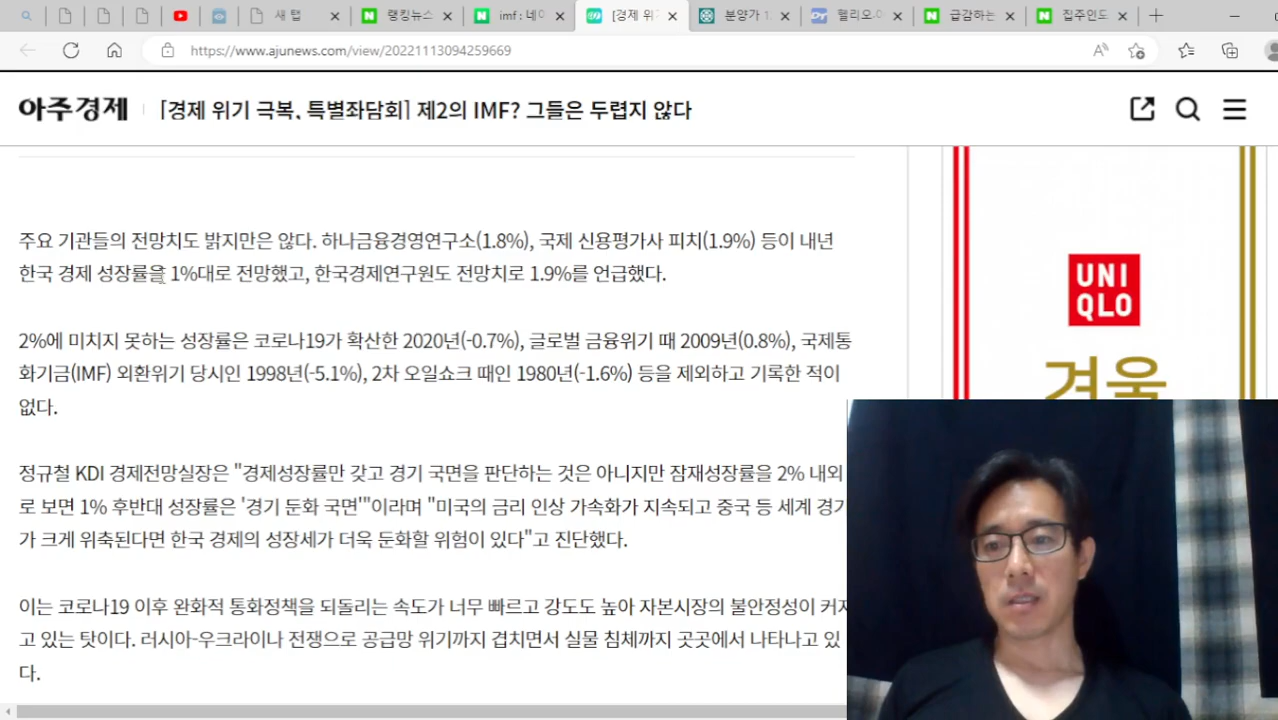 새 탭
랭킹뉴스
imf : 네이
[경제 위기
분양가 1
헬리오.아
급감하는
집주인도
https://www.ajunews.com/view/20221113094259669
아주경제
[경제 위기 극복, 특별좌담회] 제2의 IMF? 그들은 두렵지 않다
주요 기관들의 전망치도 밝지만은 않다. 하나금융경영연구소(1.8%), 국제 신용평가사 피치(1.9%) 등이 내년
한국 경제 성장률을 1%대로 전망했고, 한국경제연구원도 전망치로 1.9%를 언급했다.
2%에 미치지 못하는 성장률은 코로나19가 확산한 2020년(-0.7%), 글로벌 금융위기 때 2009년(0.8%), 국제통
화기금(IMF) 외환위기 당시인 1998년(-5.1%), 2차 오일쇼크 때인 1980년(-1.6%) 등을 제외하고 기록한 적이
없다.
정규철 KDI 경제전망실장은 "경제성장률만 갖고 경기 국면을 판단하는 것은 아니지만 잠재성장률을 2% 내외
로 보면 1% 후반대 성장률은 '경기 둔화 국면'"이라며 "미국의 금리 인상 가속화가 지속되고 중국 등 세계 경기
가 크게 위축된다면 한국 경제의 성장세가 더욱 둔화할 위험이 있다"고 진단했다.
이는 코로나19 이후 완화적 통화정책을 되돌리는 속도가 너무 빠르고 강도도 높아 자본시장의 불안정성이 커지
고 있는 탓이다. 러시아-우크라이나 전쟁으로 공급망 위기까지 겹치면서 실물 침체까지 곳곳에서 나타나고 있
다.
UNI
QLO
겨울